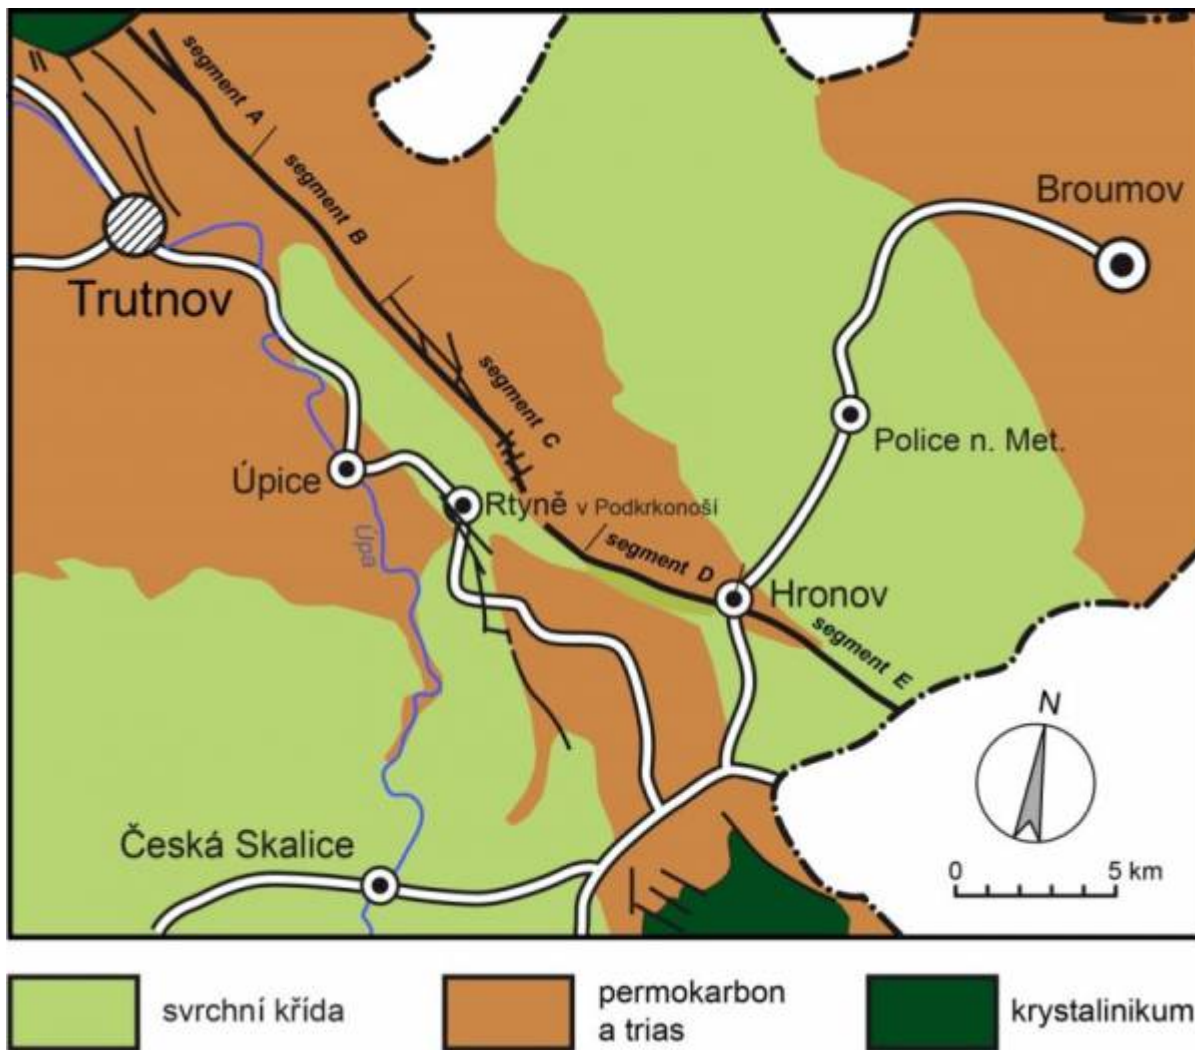 segment A
segment B
Broumov
Trutnov
segment C
Police n. Met.
Úpice
Rtyně v Podkrkonoší
Úpa
segment D
Hronov
segment E
N
Česká Skalice
0 5 km
svrchní křída
permokarbon
a trias
krystalinikum